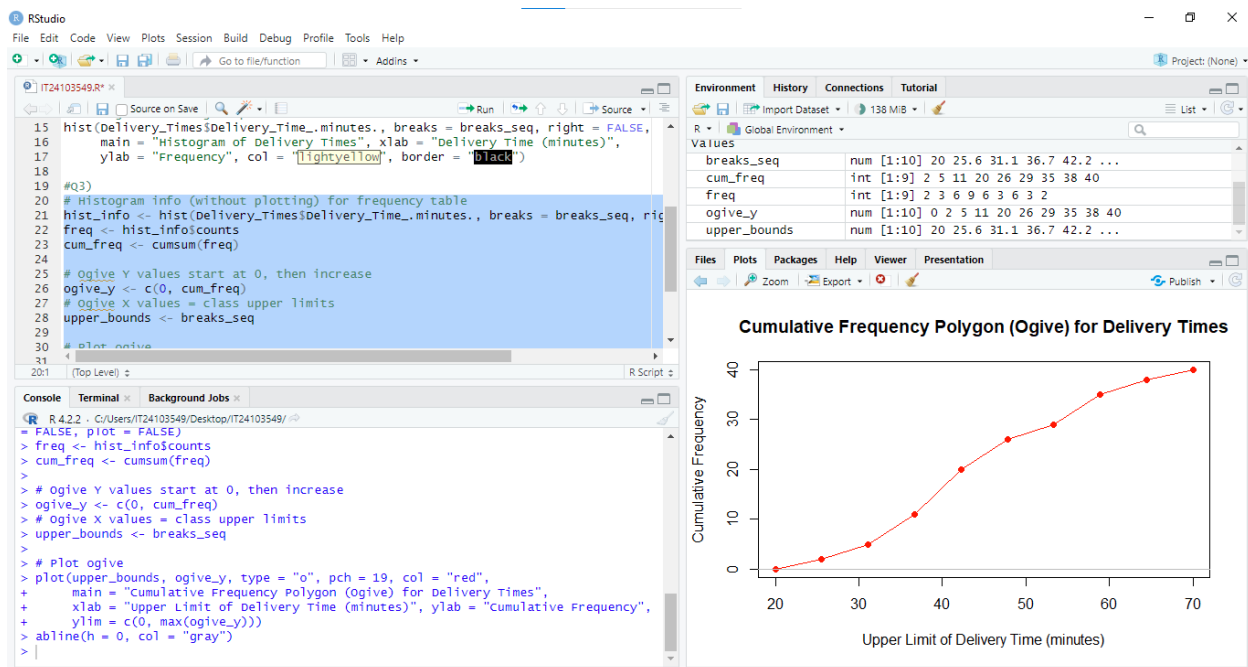 RStudio
File Edit Code View Plots Session Build Debug Profile Tools Help
Go to file/function Addins Project: (None)
IT24103549.R*
Source on Save Run Source
15 hist(Delivery_Times$Delivery_Time_.minutes., breaks = breaks_seq, right = FALSE,
16 main = "Histogram of Delivery Times", xlab = "Delivery Time (minutes)",
17 ylab = "Frequency", col = "lightyellow", border = "black")
18
19 #Q3)
20 # Histogram info (without plotting) for frequency table
21 hist_info <- hist(Delivery_Times$Delivery_Time_.minutes., breaks = breaks_seq, rig
22 freq <- hist_info$counts
23 cum_freq <- cumsum(freq)
24
25 # Ogive Y values start at 0, then increase
26 ogive_y <- c(0, cum_freq)
27 # Ogive X values = class upper limits
28 upper_bounds <- breaks_seq
29
30 # Plot ogive
31
20:1 (Top Level) R Script
Console Terminal Background Jobs
R 4.2.2 · C:/Users/IT24103549/Desktop/IT24103549/
= FALSE, plot = FALSE)
> freq <- hist_info$counts
> cum_freq <- cumsum(freq)
>
> # Ogive Y values start at 0, then increase
> ogive_y <- c(0, cum_freq)
> # Ogive X values = class upper limits
> upper_bounds <- breaks_seq
>
> # Plot ogive
> plot(upper_bounds, ogive_y, type = "o", pch = 19, col = "red",
+ main = "Cumulative Frequency Polygon (Ogive) for Delivery Times",
+ xlab = "Upper Limit of Delivery Time (minutes)", ylab = "Cumulative Frequency",
+ ylim = c(0, max(ogive_y)))
> abline(h = 0, col = "gray")
>
Environment History Connections Tutorial
Import Dataset 138 MiB List
R Global Environment
Values
breaks_seq num [1:10] 20 25.6 31.1 36.7 42.2 ...
cum_freq int [1:9] 2 5 11 20 26 29 35 38 40
freq int [1:9] 2 3 6 9 6 3 6 3 2
ogive_y num [1:10] 0 2 5 11 20 26 29 35 38 40
upper_bounds num [1:10] 20 25.6 31.1 36.7 42.2 ...
Files Plots Packages Help Viewer Presentation
Zoom Export Publish
Cumulative Frequency Polygon (Ogive) for Delivery Times
Cumulative Frequency
40
30
20
10
0
20 30 40 50 60 70
Upper Limit of Delivery Time (minutes)